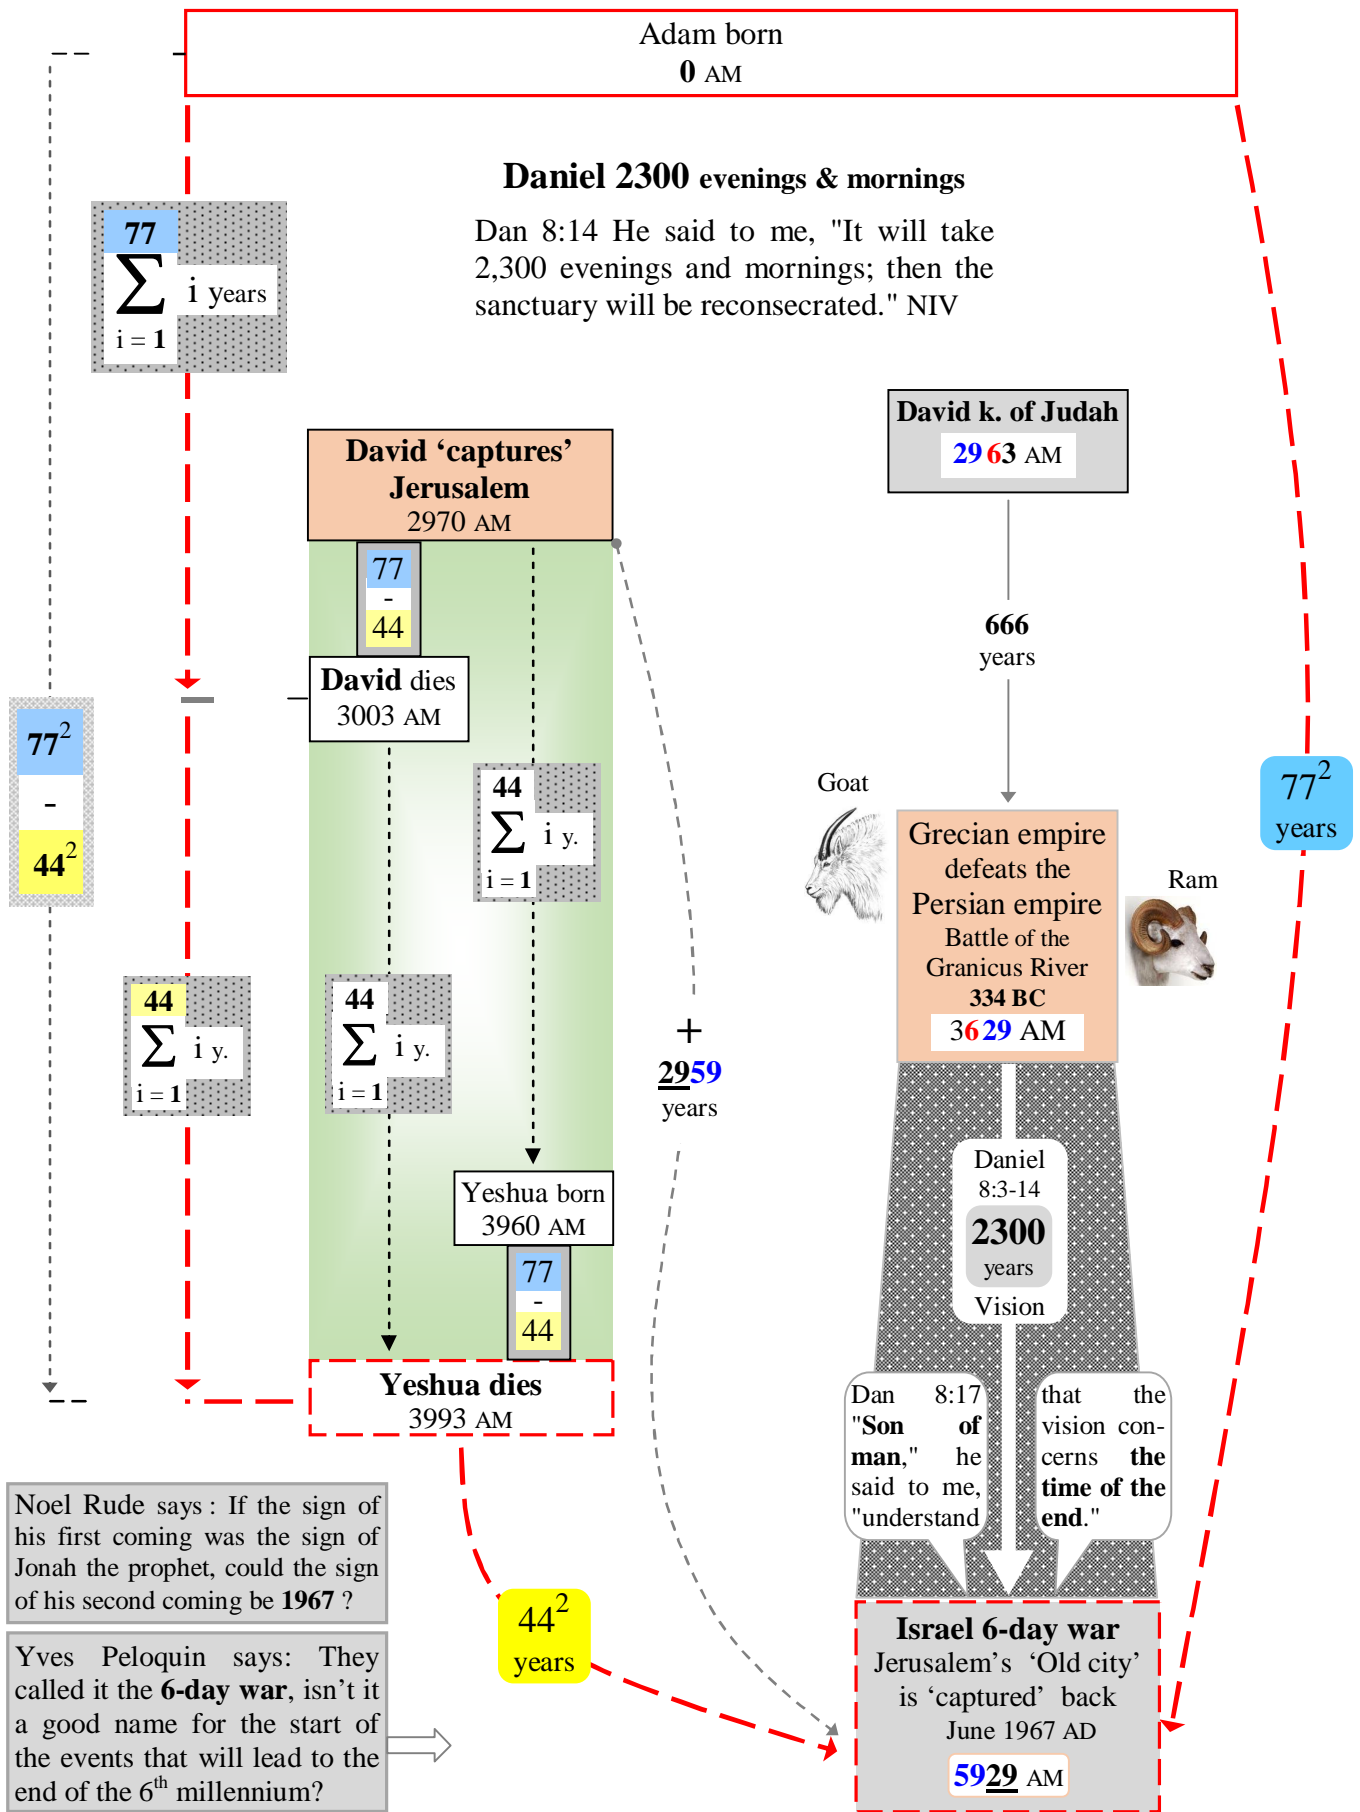 Adam born
0 AM
Daniel 2300 evenings & mornings
Dan 8:14 He said to me, "It will take
2,300 evenings and mornings; then the
sanctuary will be reconsecrated." NIV
77
∑ i years
i = 1
David k. of Judah
2963 AM
David ‘captures’
Jerusalem
2970 AM
77
-
44
666
years
David dies
3003 AM
77²
-
44²
44
∑ i y.
i = 1
Goat
77²
years
Grecian empire
defeats the
Persian empire
Battle of the
Granicus River
334 BC
3629 AM
Ram
44
∑ i y.
i = 1
44
∑ i y.
i = 1
+
2959
years
Daniel
8:3-14
2300
years
Vision
Yeshua born
3960 AM
77
-
44
Yeshua dies
3993 AM
Dan 8:17
"Son of
man," he
said to me,
"understand
that the
vision con-
cerns the
time of the
end."
Noel Rude says : If the sign of
his first coming was the sign of
Jonah the prophet, could the sign
of his second coming be 1967 ?
44²
years
Yves Peloquin says: They
called it the 6-day war, isn’t it
a good name for the start of
the events that will lead to the
end of the 6th millennium?
Israel 6-day war
Jerusalem’s ‘Old city’
is ‘captured’ back
June 1967 AD
5929 AM